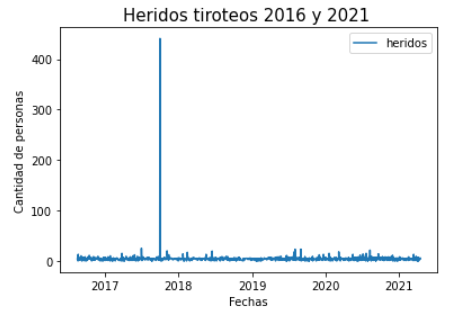 Heridos tiroteos 2016 y 2021
heridos
Cantidad de personas
400
300
200
100
0
2017 2018 2019 2020 2021
Fechas